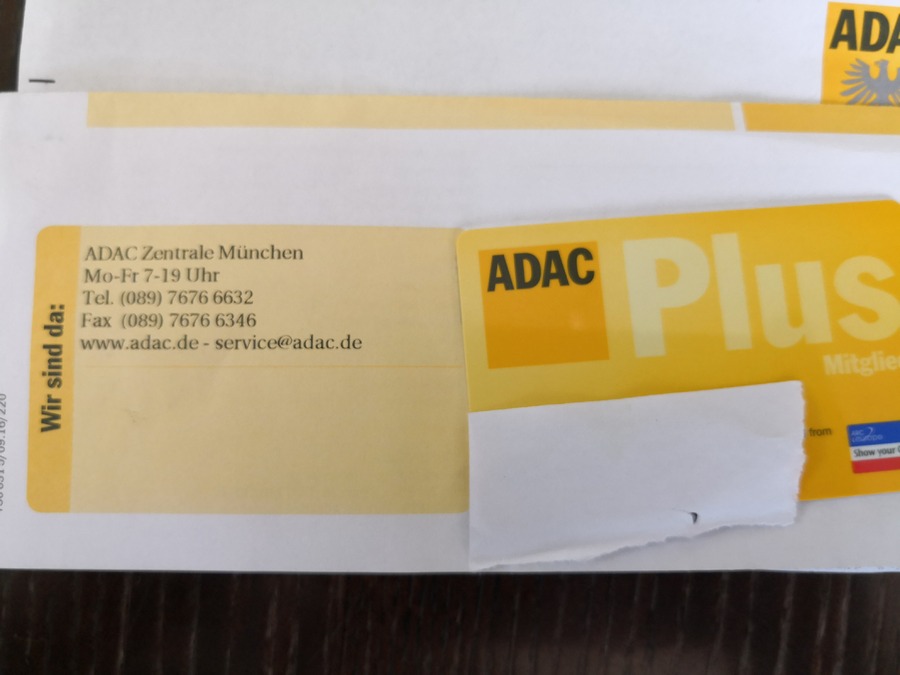 ADA
Wir sind da:
ADAC Zentrale München
Mo-Fr 7-19 Uhr
Tel. (089) 7676 6632
Fax (089) 7676 6346
www.adac.de - service@adac.de
ADAC
Plus
Mitglie
from
Show your